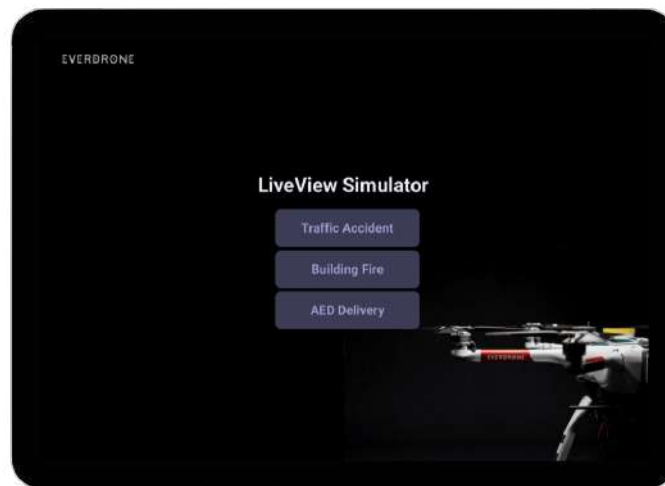 EVERDRONE
LiveView Simulator
Traffic Accident
Building Fire
AED Delivery
EVERDRONE